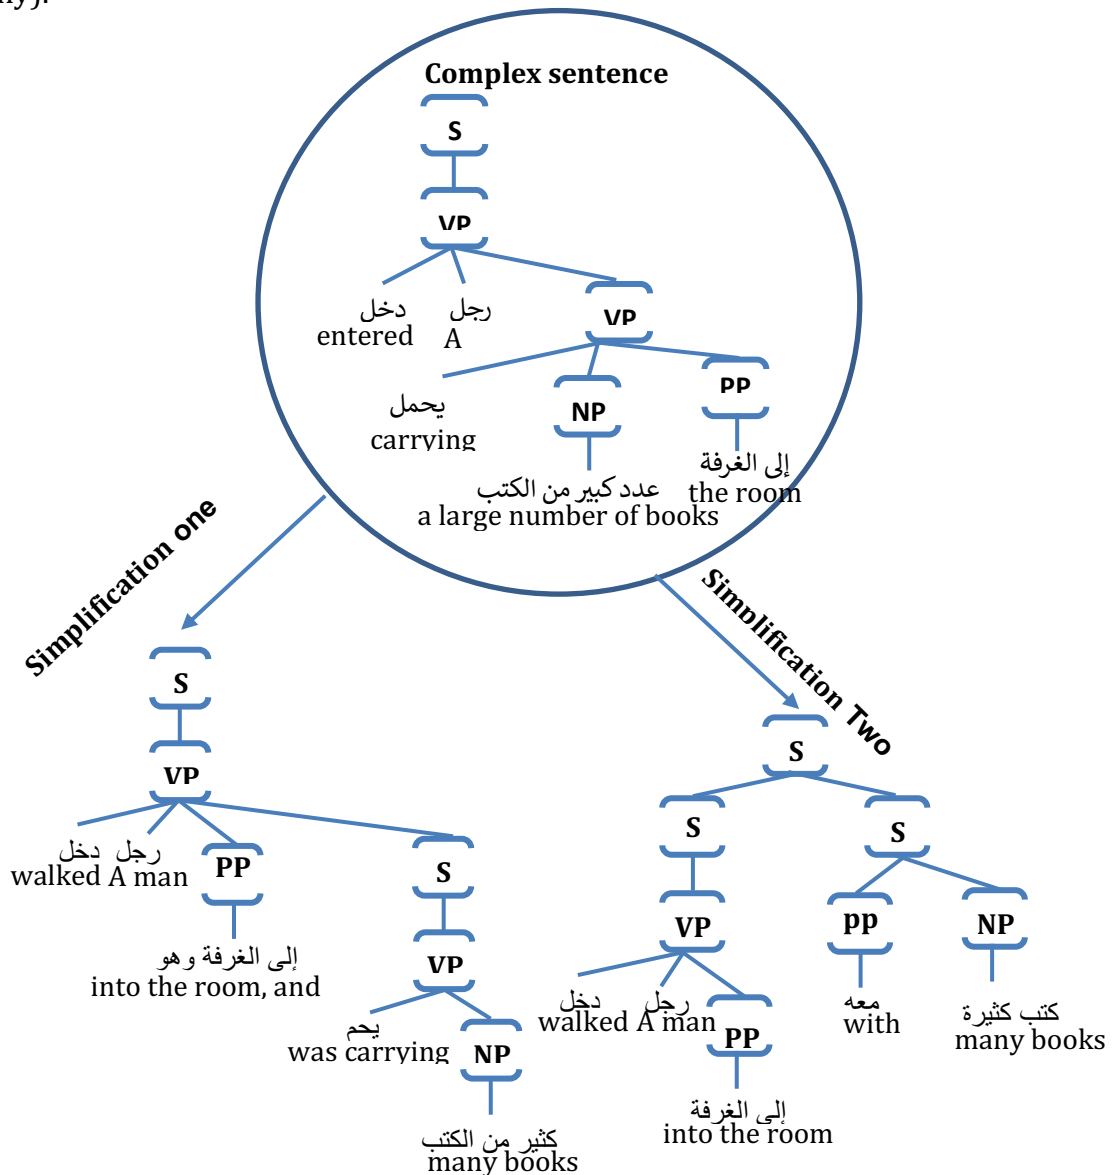 Complex sentence
S
VP
دخل
entered
رجل
A
VP
يحمل
carrying
NP
PP
عدد كبير من الكتب
a large number of books
إلى الغرفة
the room
Simplification one
S
VP
دخل
walked
رجل
A man
PP
إلى الغرفة وهو
into the room, and
S
VP
يحم
was carrying
NP
كثير من الكتب
many books
Simplification Two
S
S
VP
دخل
walked
رجل
A man
PP
إلى الغرفة
into the room
S
pp
معه
with
NP
كتب كثيرة
many books